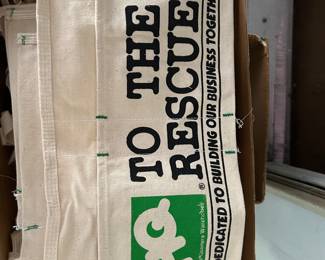 TO THE
RESCUE®
DEDICATED TO BUILDING OUR BUSINESS TOGETH